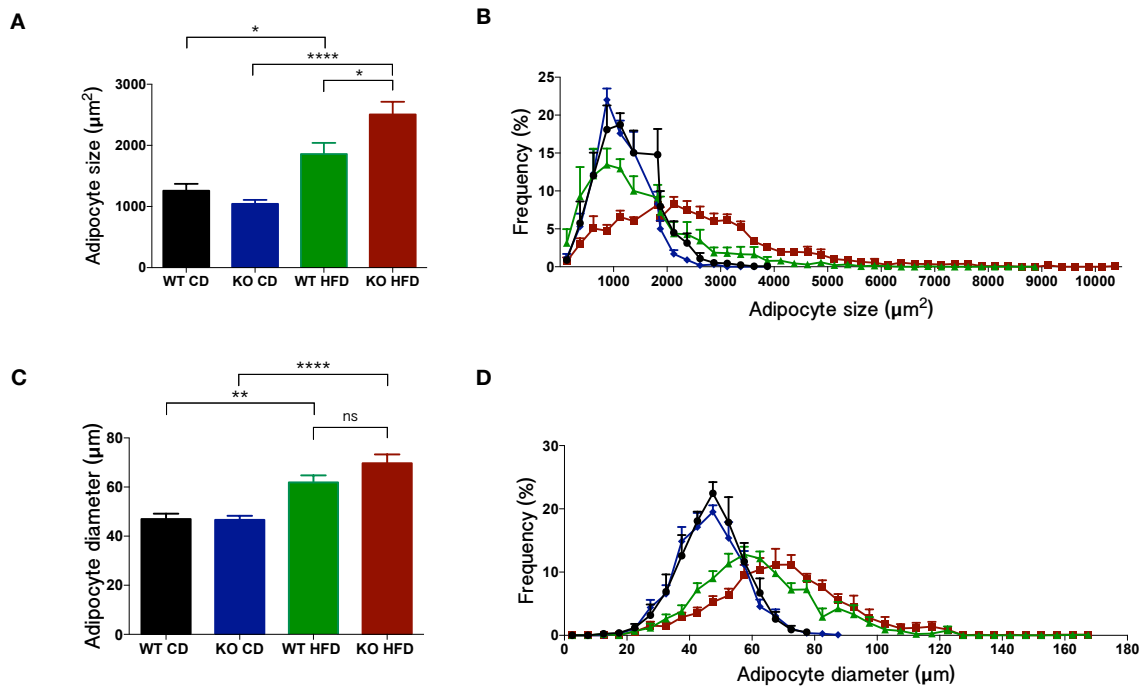 A
*
****
*
Adipocyte size (µm²)
3000
2000
1000
0
WT CD KO CD WT HFD KO HFD
B
Frequency (%)
25
20
15
10
5
0
1000 2000 3000 4000 5000 6000 7000 8000 9000 10000
Adipocyte size (µm²)
C
****
**
ns
Adipocyte diameter (µm)
80
60
40
20
0
WT CD KO CD WT HFD KO HFD
D
Frequency (%)
30
20
10
0
0 20 40 60 80 100 120 140 160 180
Adipocyte diameter (µm)